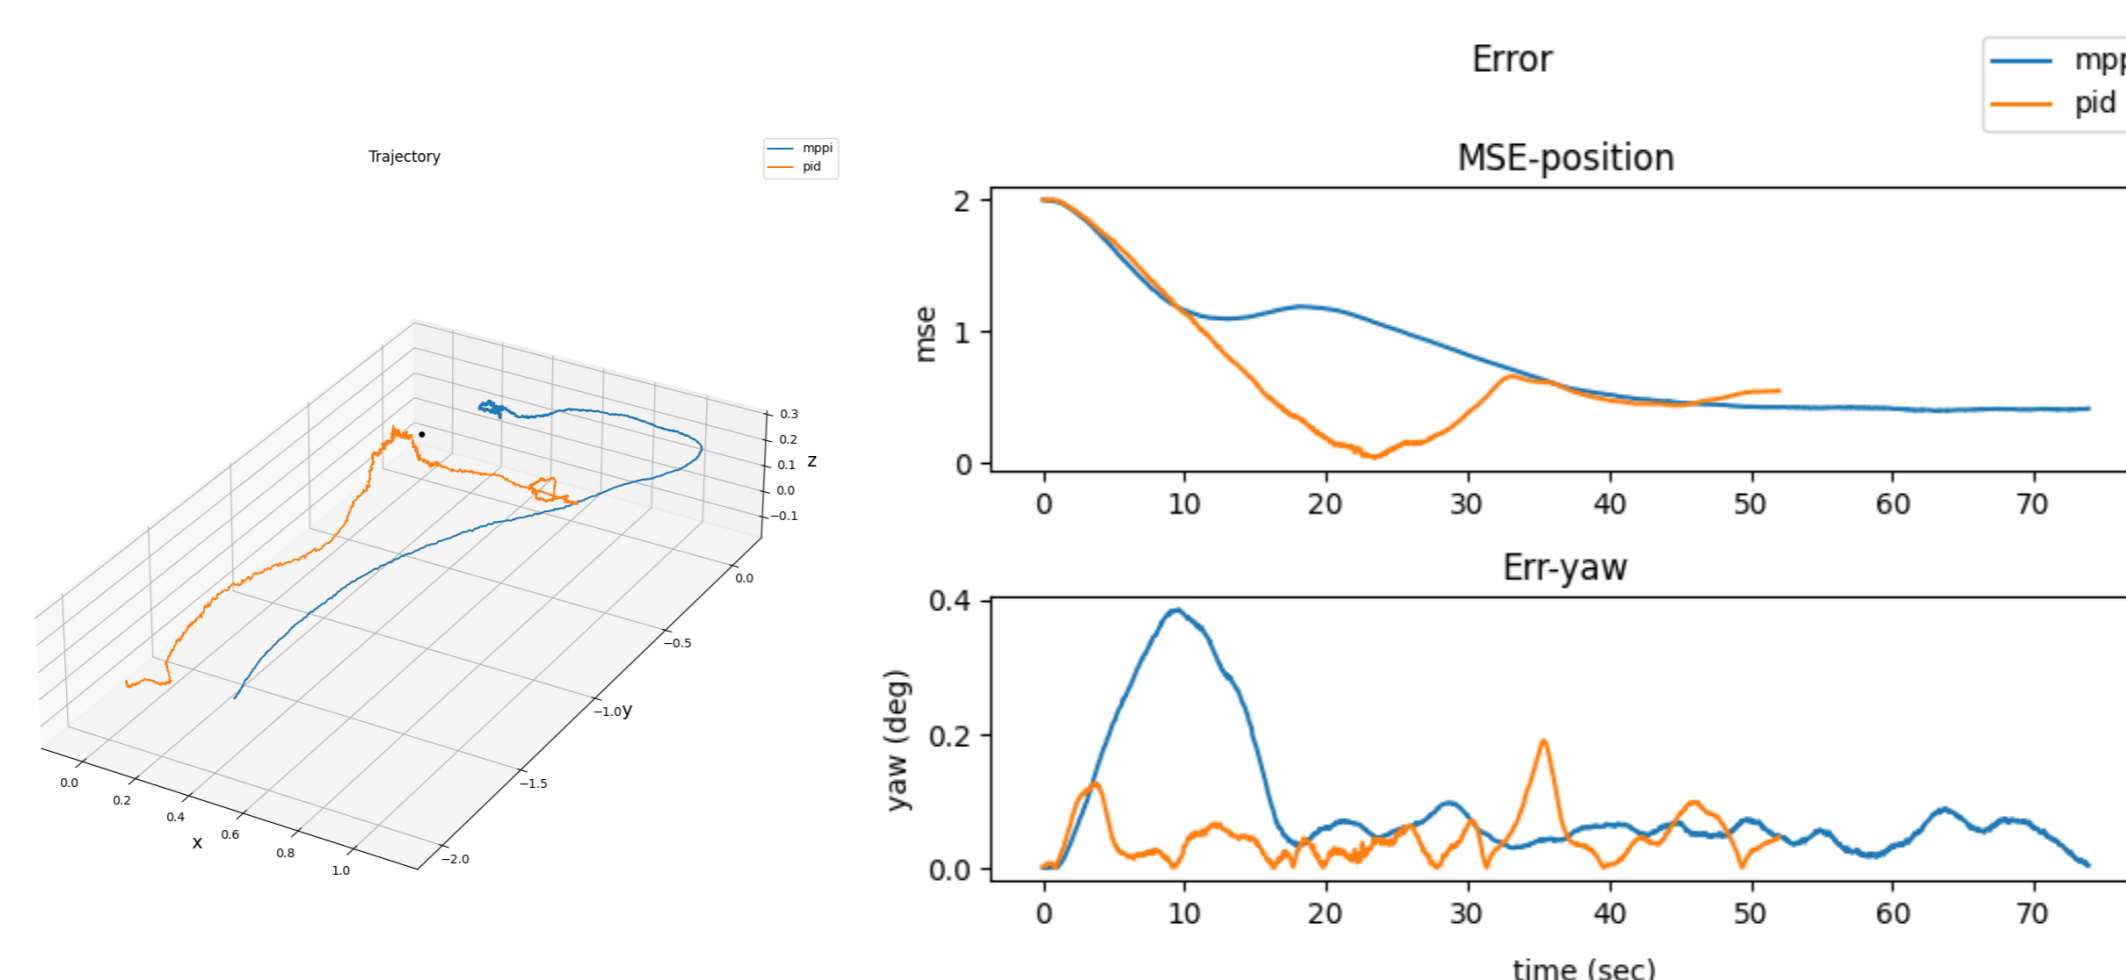 Trajectory
mppi
pid
0.3
0.2
0.1
0.0
−0.1
z
0.0
−0.5
−1.0
y
−1.5
−2.0
0.0
0.2
0.4
0.6
0.8
1.0
x
Error
mpp
pid
MSE-position
2
1
0
mse
0 10 20 30 40 50 60 70
Err-yaw
0.4
0.2
0.0
yaw (deg)
0 10 20 30 40 50 60 70
time (sec)